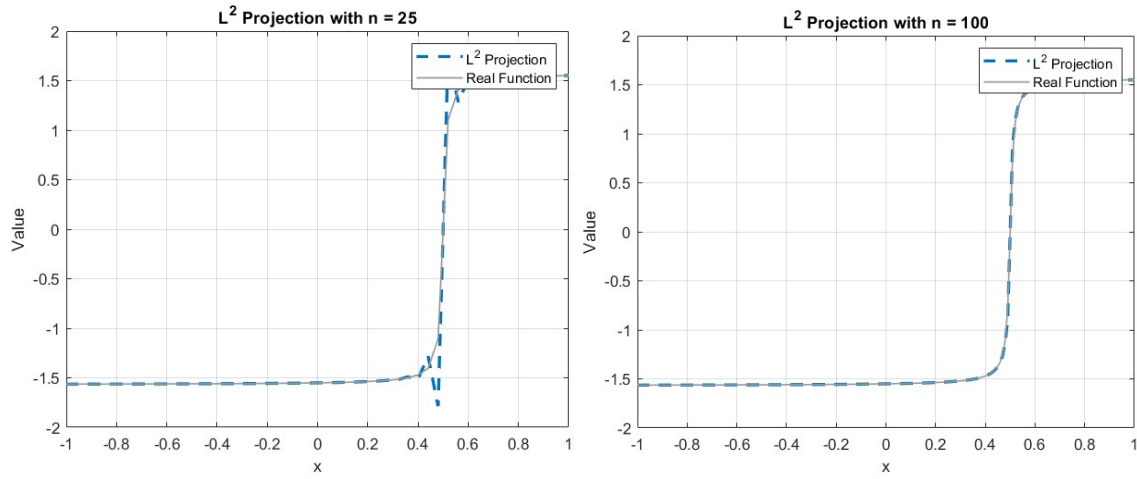 L² Projection with n = 25
2
1.5
1
0.5
0
-0.5
-1
-1.5
-2
Value
-1 -0.8 -0.6 -0.4 -0.2 0 0.2 0.4 0.6 0.8 1
x
L² Projection
Real Function
L² Projection with n = 100
2
1.5
1
0.5
0
-0.5
-1
-1.5
-2
Value
-1 -0.8 -0.6 -0.4 -0.2 0 0.2 0.4 0.6 0.8 1
x
L² Projection
Real Function